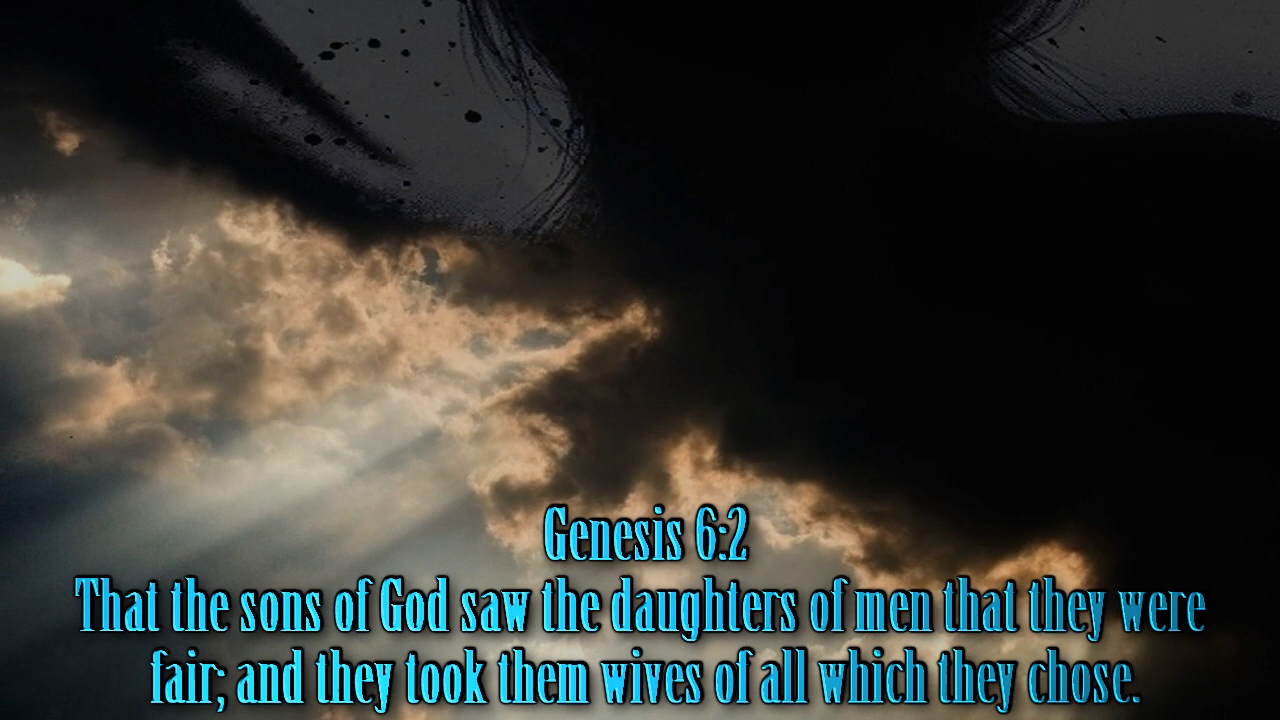 Genesis 6:2
That the sons of God saw the daughters of men that they were
fair; and they took them wives of all which they chose.